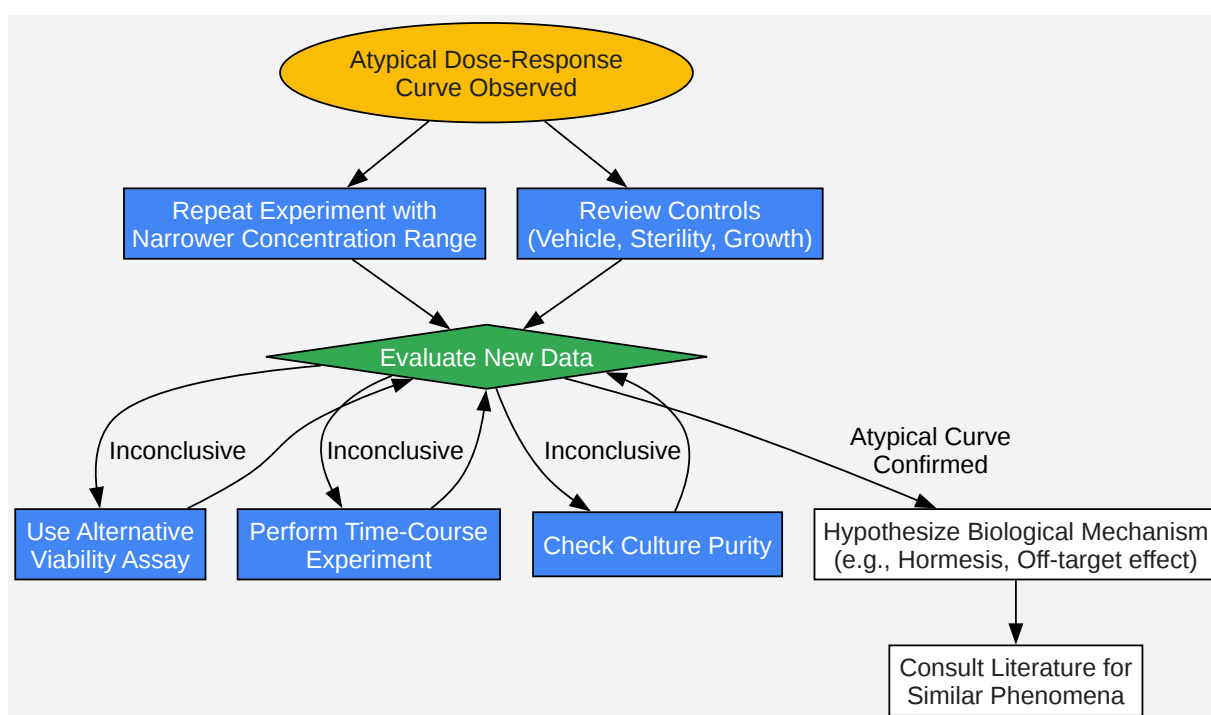 Atypical Dose-Response
Curve Observed
Repeat Experiment with
Narrower Concentration Range
Review Controls
(Vehicle, Sterility, Growth)
Evaluate New Data
Inconclusive
Inconclusive
Inconclusive
Atypical Curve
Confirmed
Use Alternative
Viability Assay
Perform Time-Course
Experiment
Check Culture Purity
Hypothesize Biological Mechanism
(e.g., Hormesis, Off-target effect)
Consult Literature for
Similar Phenomena